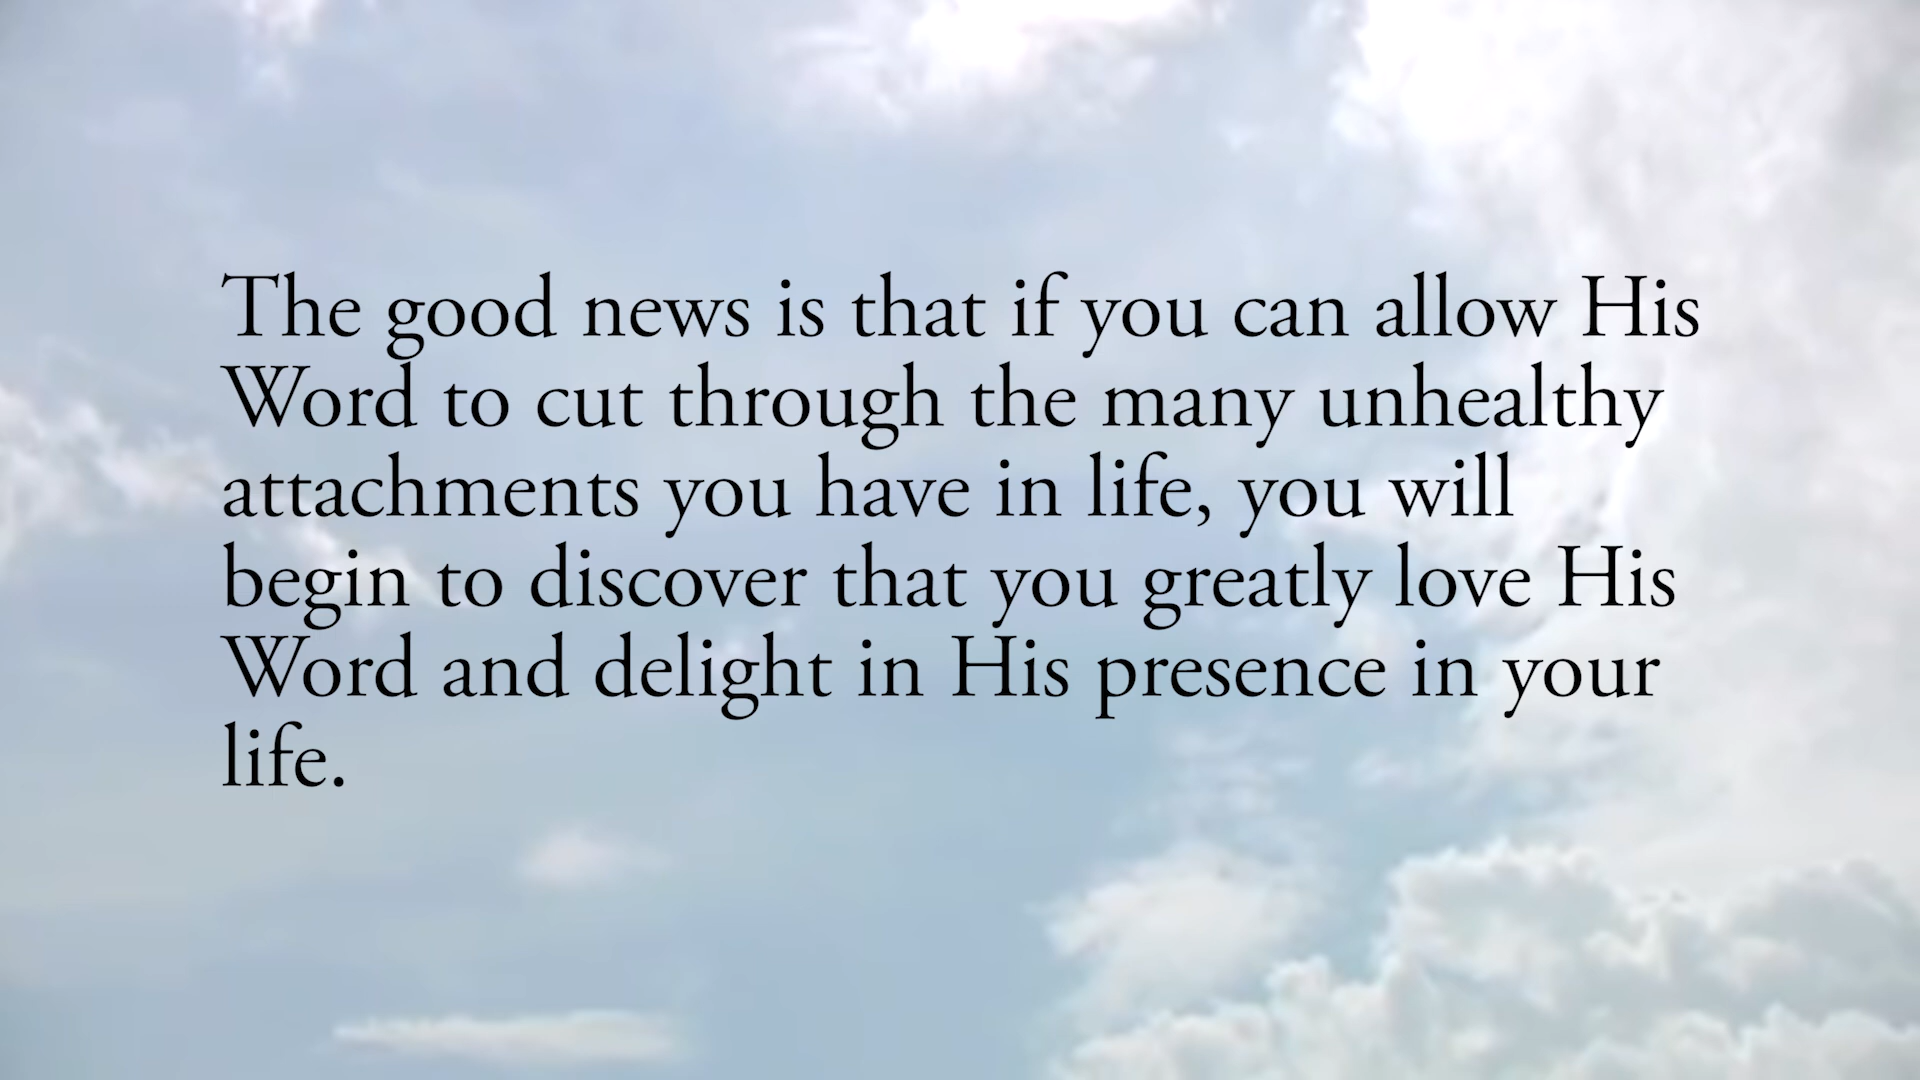 The good news is that if you can allow His
Word to cut through the many unhealthy
attachments you have in life, you will
begin to discover that you greatly love His
Word and delight in His presence in your
life.